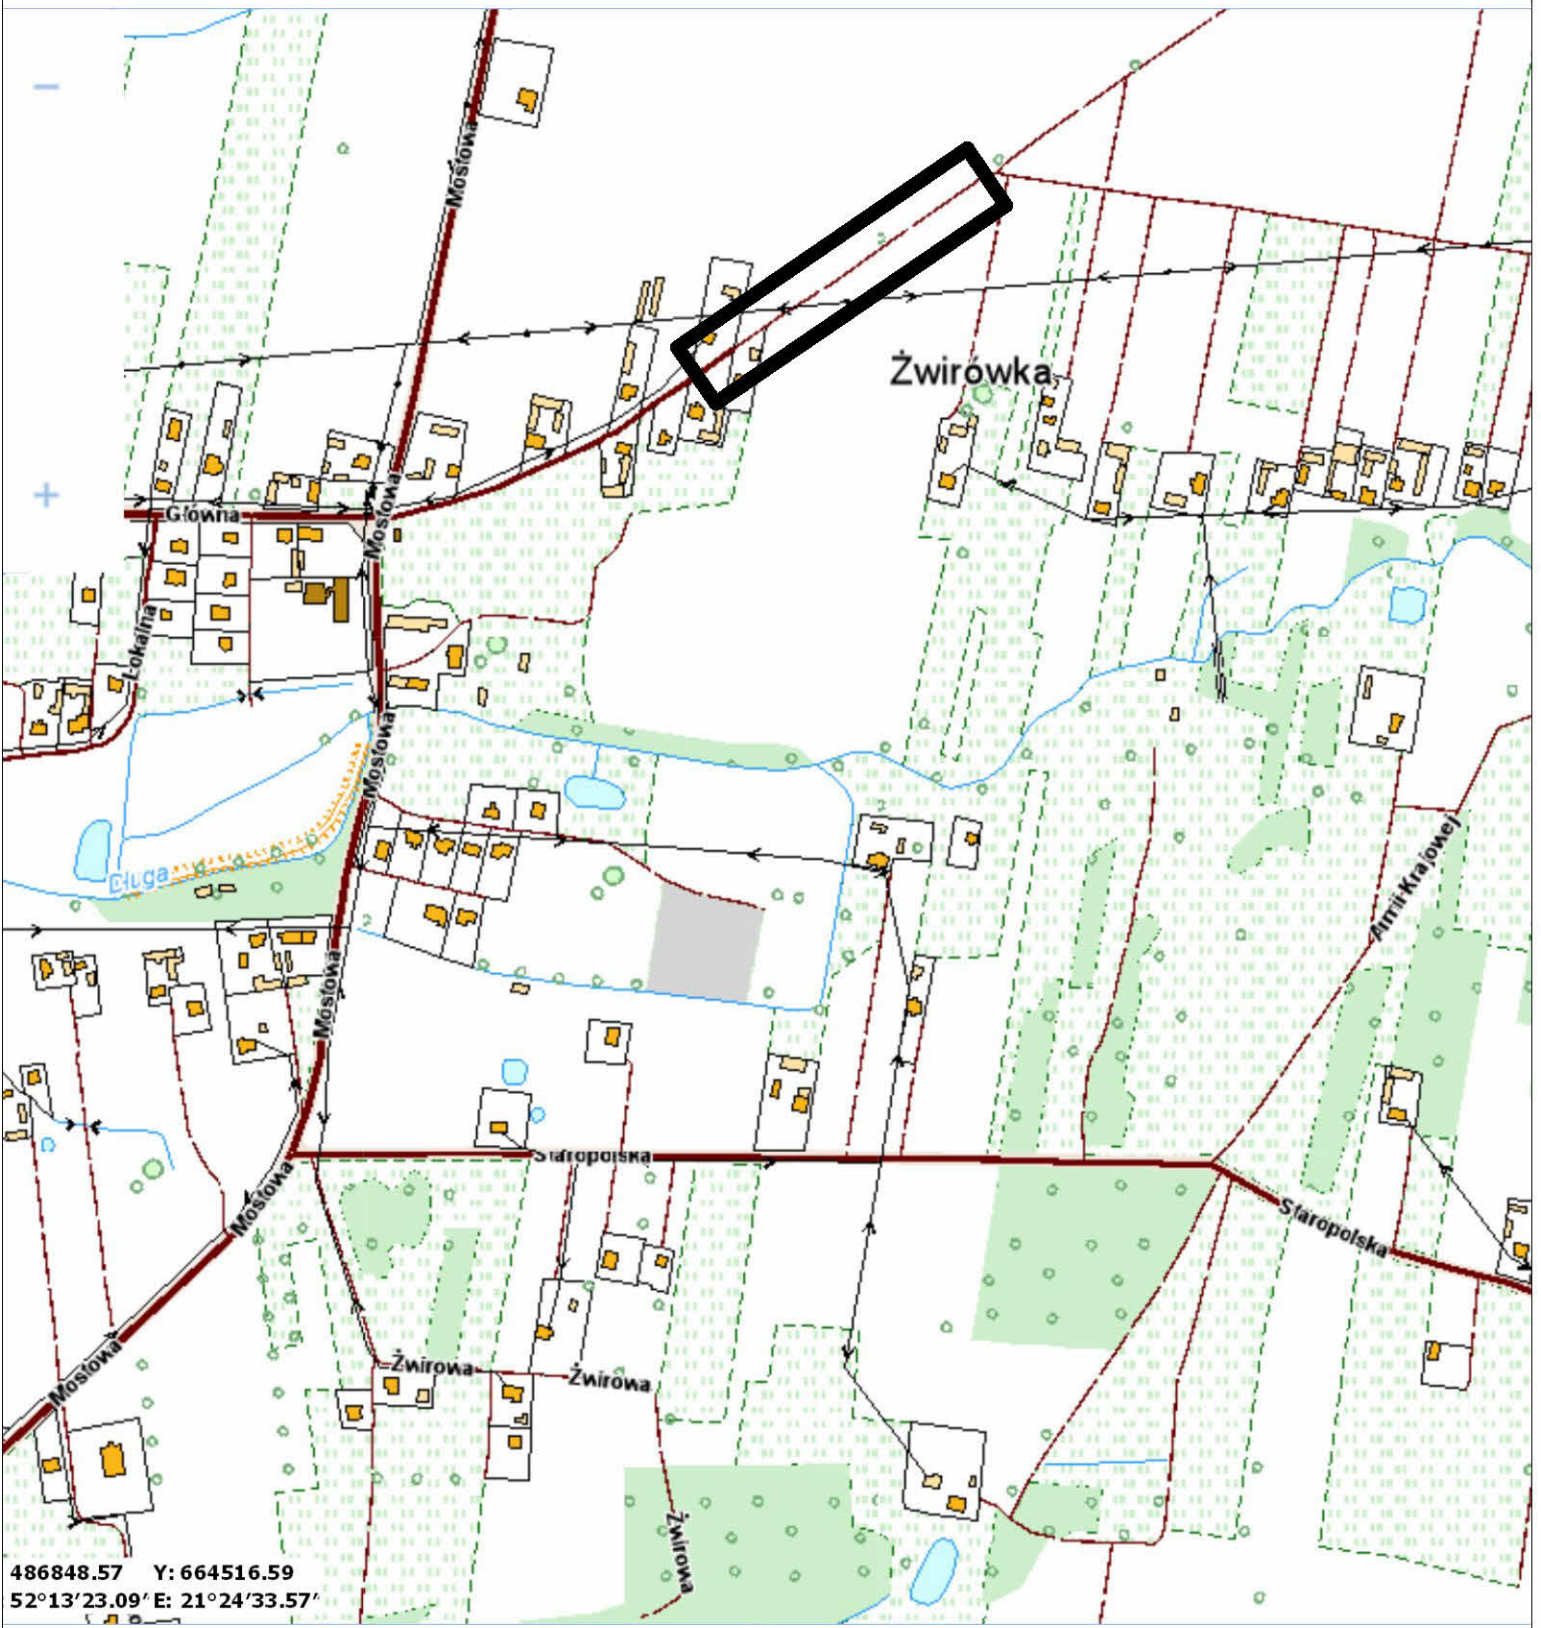 Mostowa
Żwirówka
Główna
Mostowa
Lokalna
Mostowa
Armii Krajowej
Długa
Mostowa
Staropolska
Mostowa
Staropolska
Mostowa
Żwirowa
Żwirowa
Żwirowa
486848.57 Y: 664516.59
52°13′23.09″ E: 21°24′33.57″